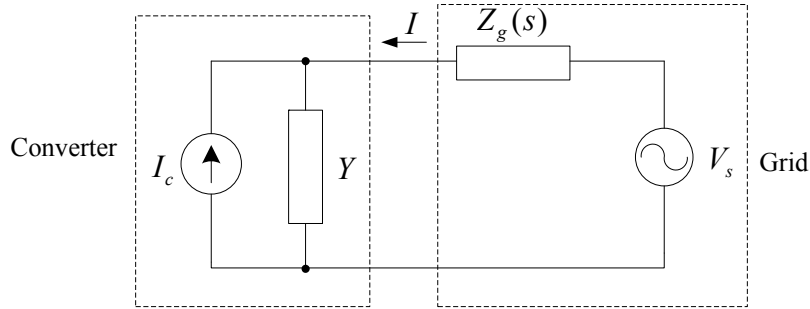 I
Z_g(s)
Converter
I_c
Y
V_s
Grid